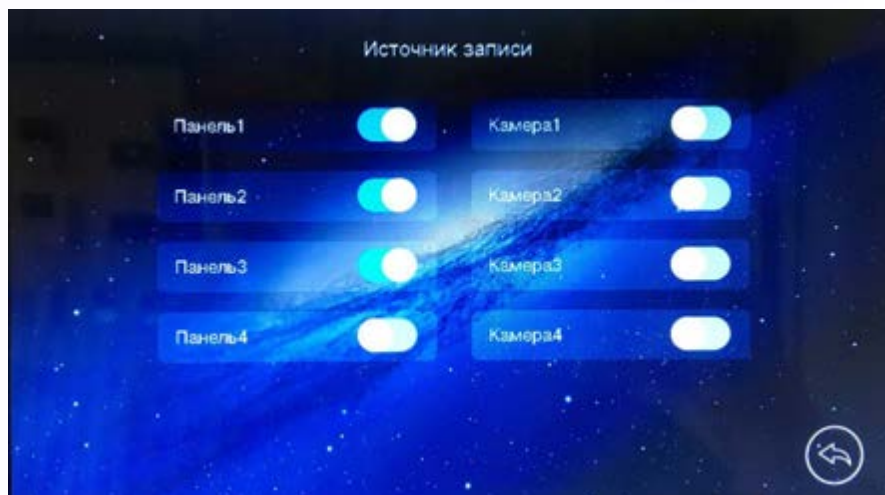 Источник записи
Панель1
Камера1
Панель2
Камера2
Панель3
Камера3
Панель4
Камера4